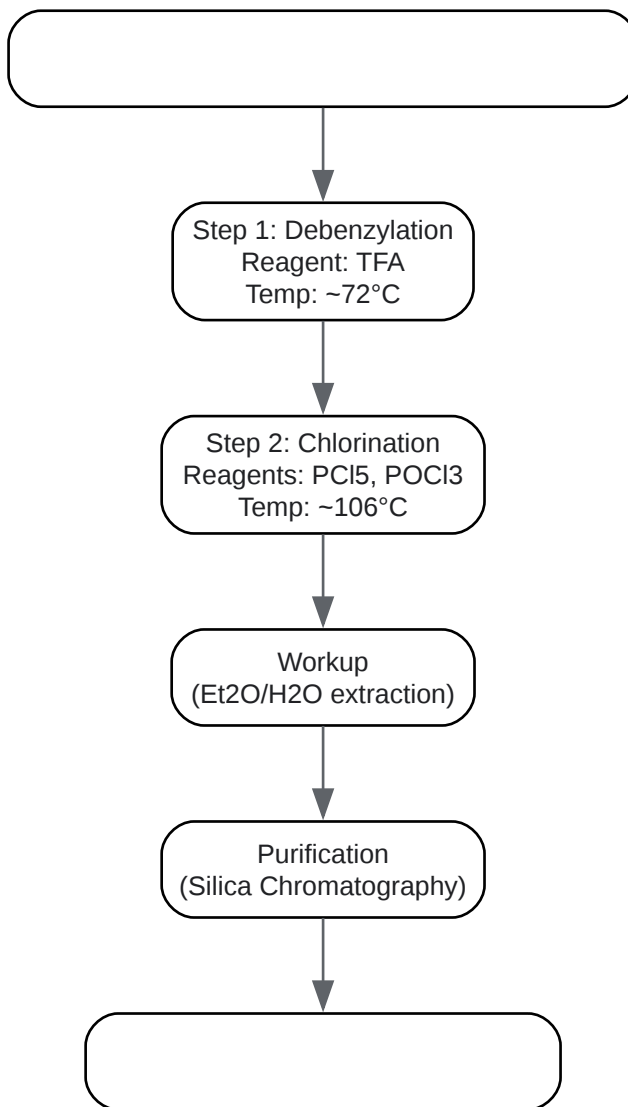 Step 1: Debenzylation
Reagent: TFA
Temp: ~72°C
Step 2: Chlorination
Reagents: PCl5, POCl3
Temp: ~106°C
Workup
(Et2O/H2O extraction)
Purification
(Silica Chromatography)